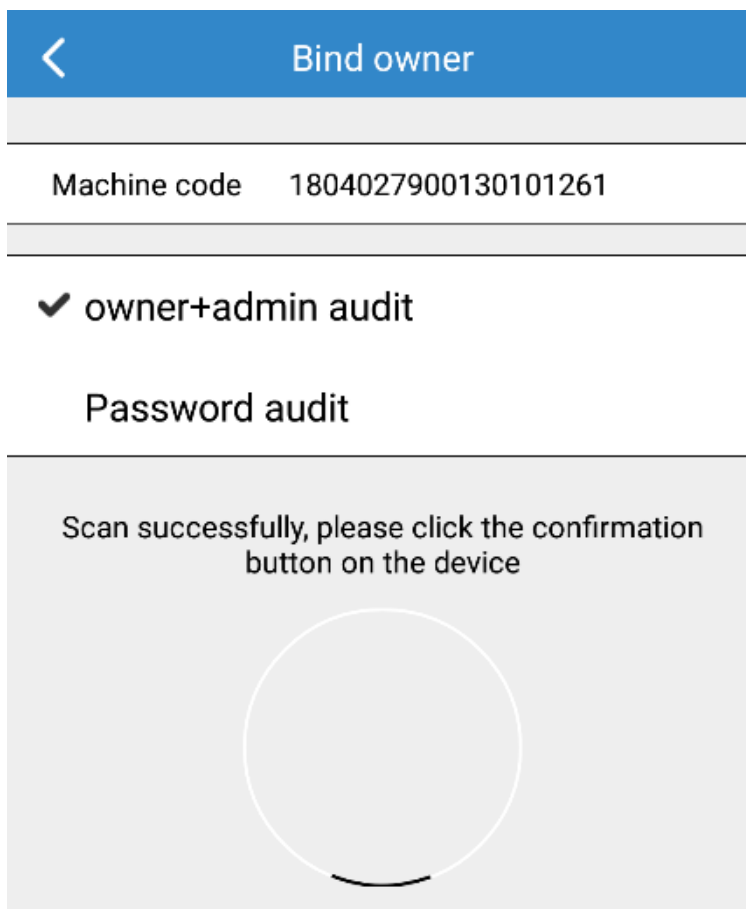 Bind owner
Machine code 1804027900130101261
owner+admin audit
Password audit
Scan successfully, please click the confirmation
button on the device